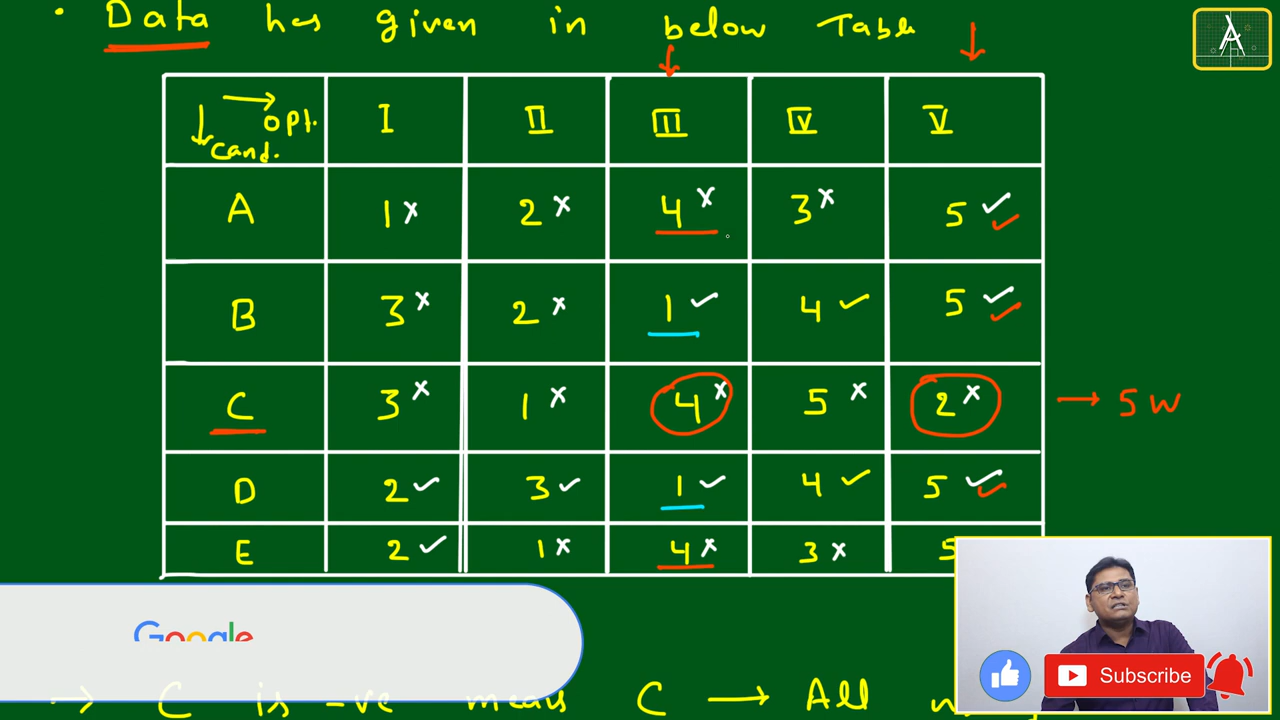 • Data has given in below Table
→ Opt. ↓ Cand. I II III IV V
A 1 × 2 × 4 × 3 × 5 ✓ ✓
B 3 × 2 × 1 ✓ 4 ✓ 5 ✓ ✓
C 3 × 1 × 4 × 5 × 2 × → 5 W
D 2 ✓ 3 ✓ 1 ✓ 4 ✓ 5 ✓ ✓
E 2 ✓ 1 × 4 × 3 × 5
Google
Subscribe
→ C is -ve means C → All